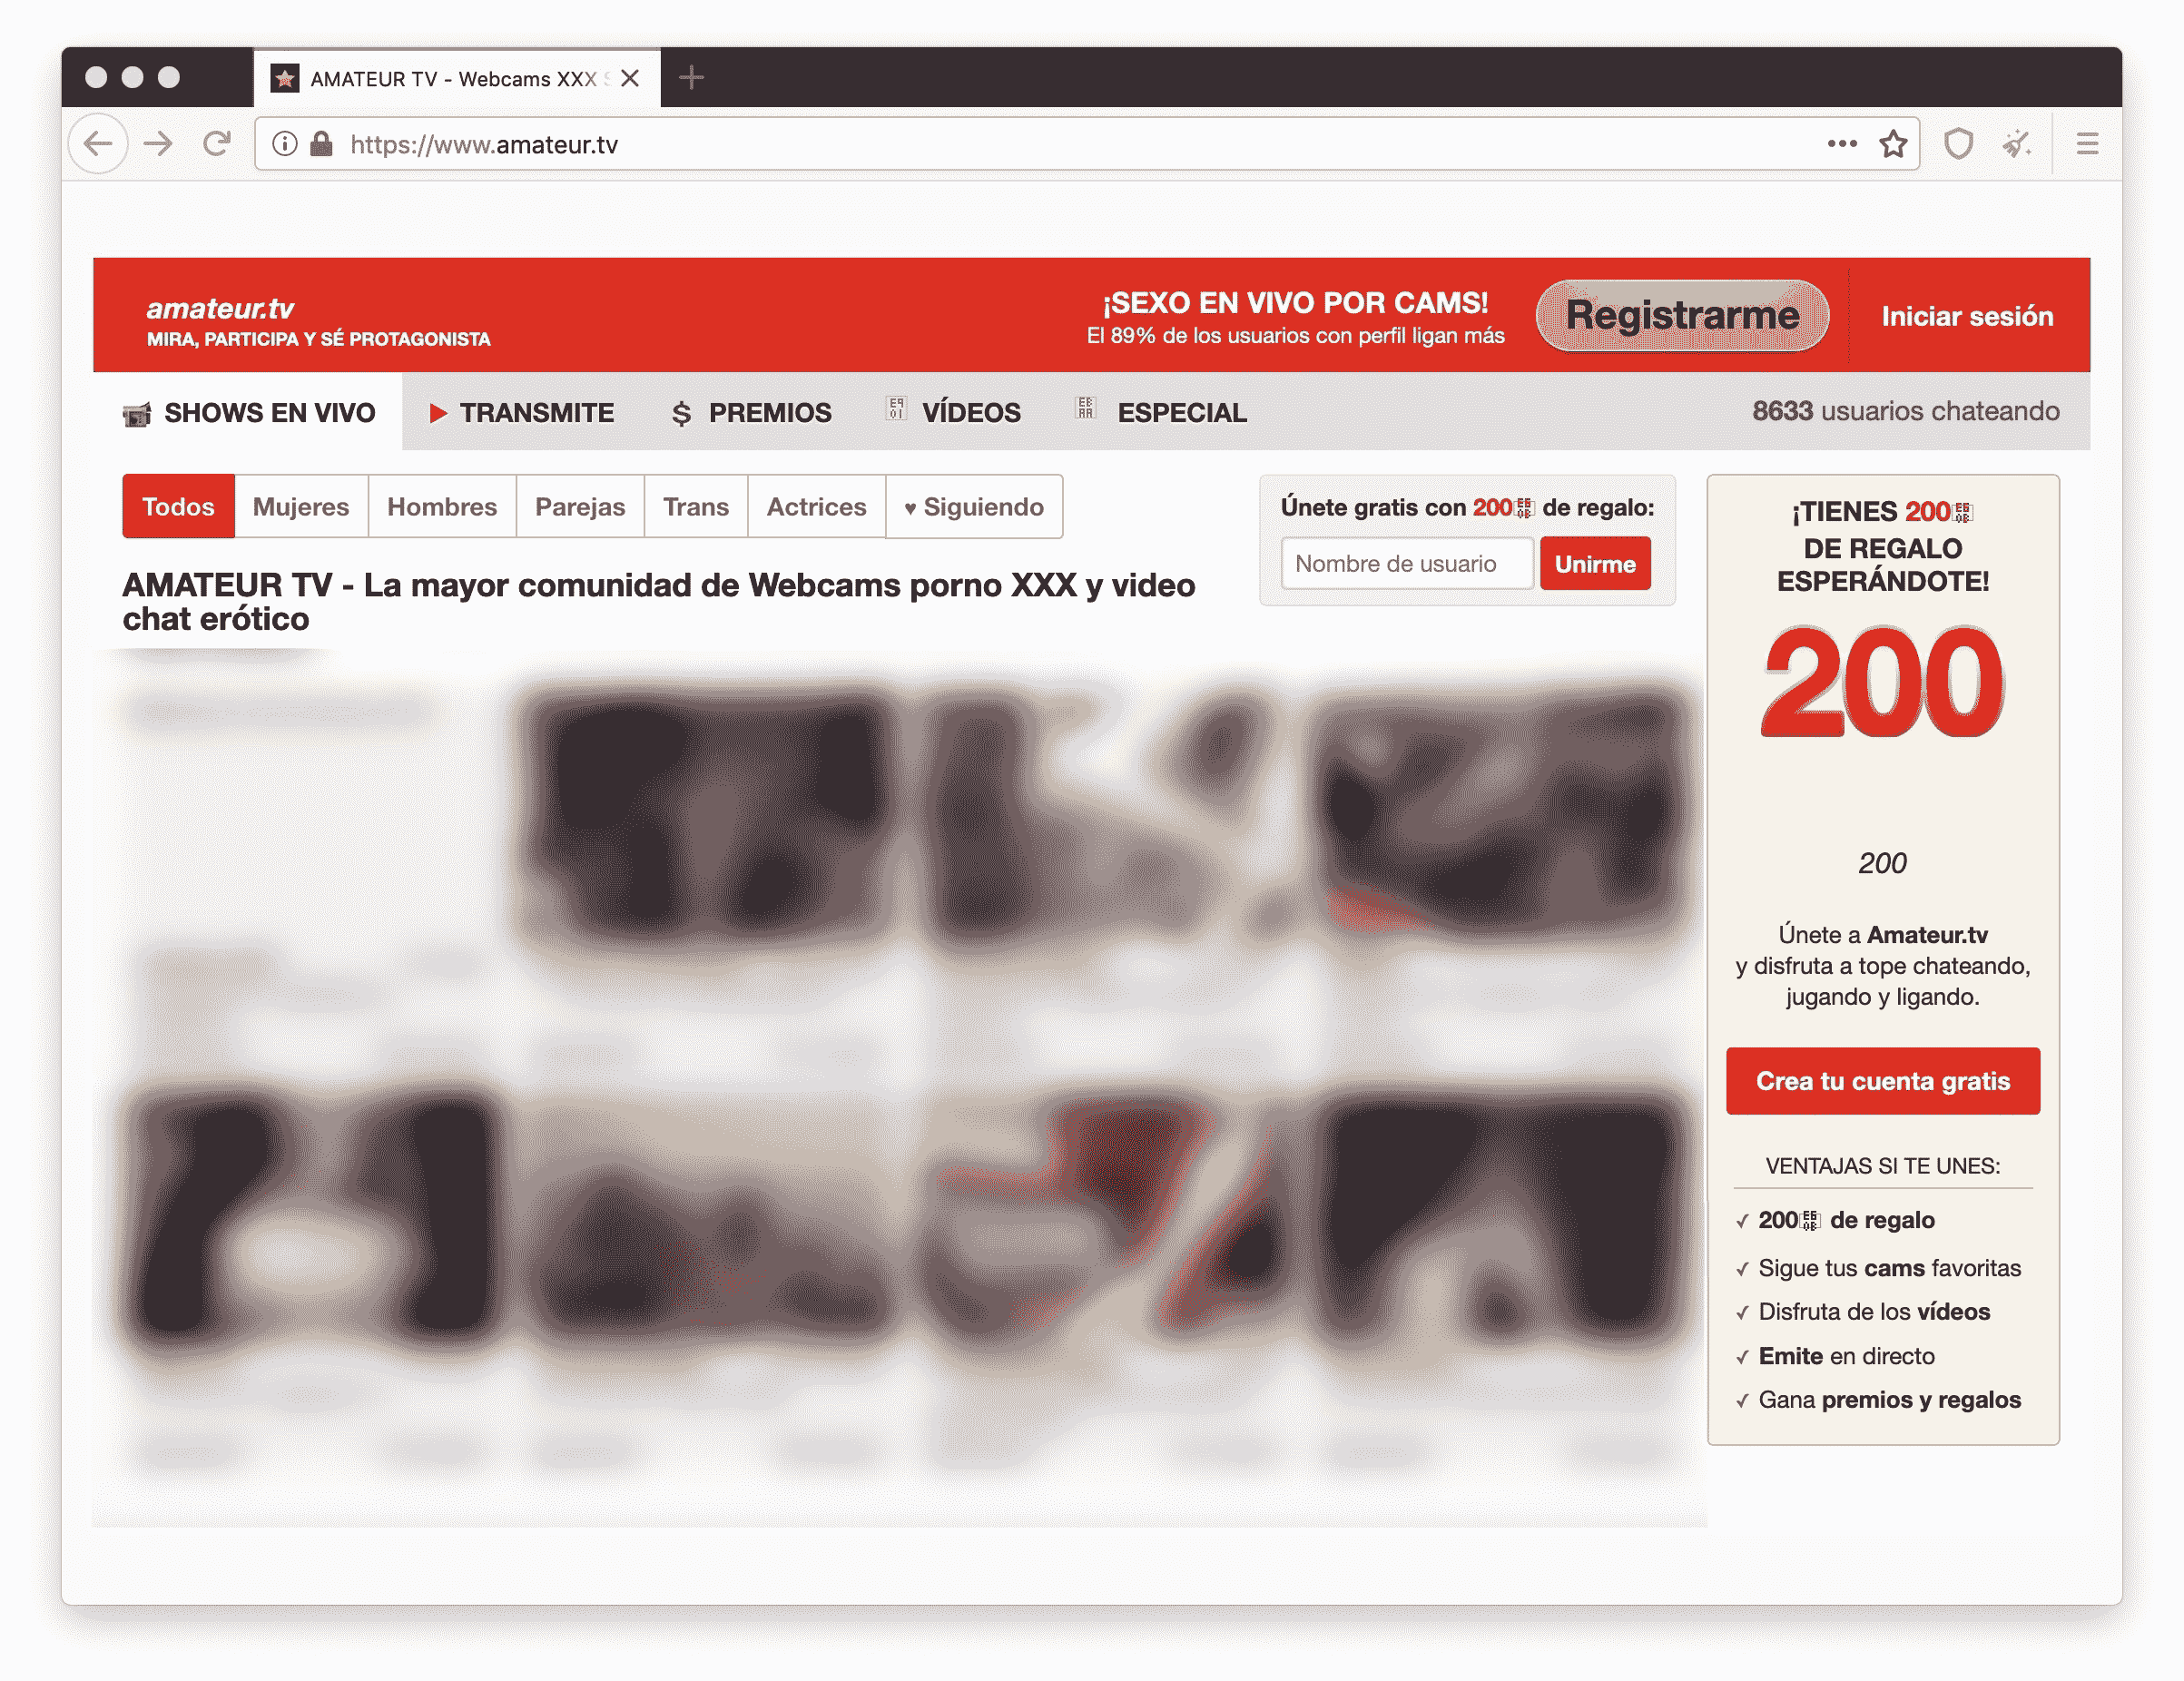 AMATEUR TV - Webcams XXX
https://www.amateur.tv
amateur.tv
MIRA, PARTICIPA Y SÉ PROTAGONISTA
¡SEXO EN VIVO POR CAMS!
El 89% de los usuarios con perfil ligan más
Registrarme
Iniciar sesión
SHOWS EN VIVO
TRANSMITE
$ PREMIOS
VÍDEOS
ESPECIAL
8633 usuarios chateando
Todos
Mujeres
Hombres
Parejas
Trans
Actrices
♥ Siguiendo
AMATEUR TV - La mayor comunidad de Webcams porno XXX y video
chat erótico
Únete gratis con 200 de regalo:
Nombre de usuario
Unirme
¡TIENES 200
DE REGALO
ESPERÁNDOTE!
200
200
Únete a Amateur.tv
y disfruta a tope chateando,
jugando y ligando.
Crea tu cuenta gratis
VENTAJAS SI TE UNES:
✓ 200 de regalo
✓ Sigue tus cams favoritas
✓ Disfruta de los vídeos
✓ Emite en directo
✓ Gana premios y regalos